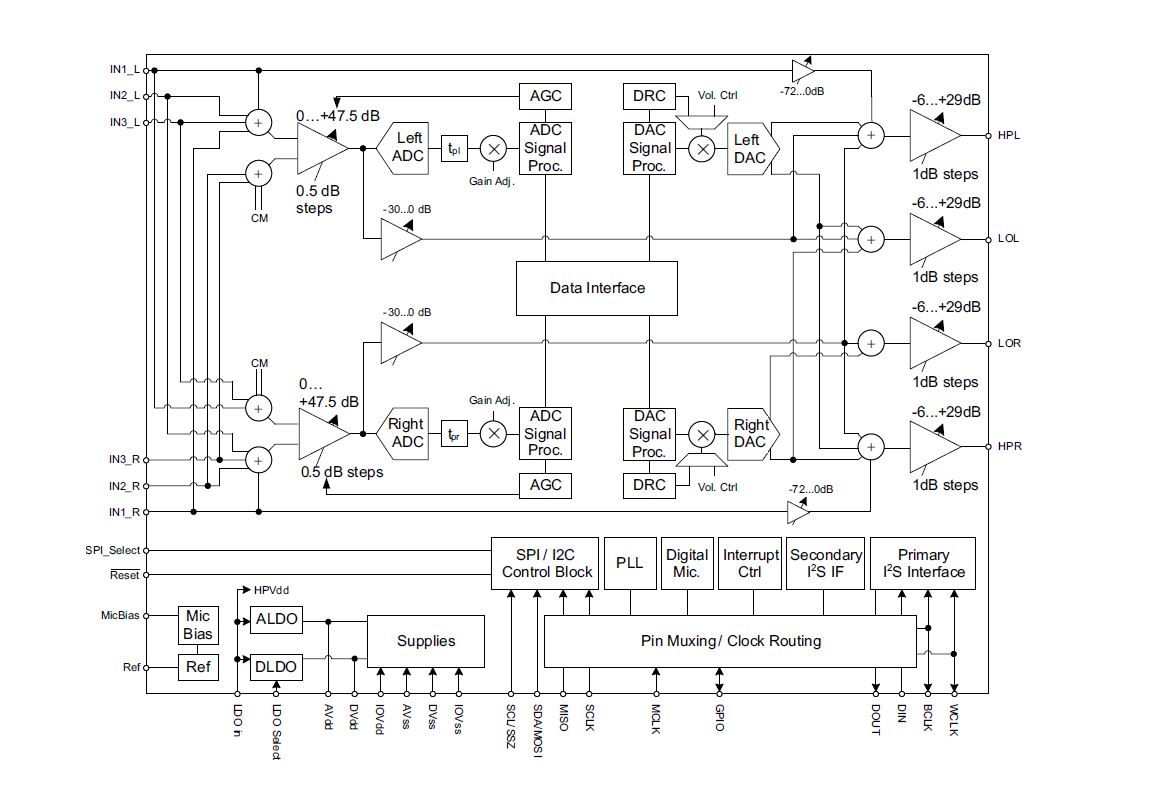 IN1_L
-72...0dB
IN2_L
AGC
DRC
Vol. Ctrl
-6...+29dB
IN3_L
+
0...+47.5 dB
Left
ADC
tpl
×
Gain Adj.
ADC
Signal
Proc.
DAC
Signal
Proc.
×
Left
DAC
+
HPL
1dB steps
+
CM
0.5 dB
steps
-30...0 dB
-6...+29dB
+
LOL
1dB steps
Data Interface
-30...0 dB
-6...+29dB
+
LOR
1dB steps
CM
+
0...
+47.5 dB
Right
ADC
tpr
Gain Adj.
×
ADC
Signal
Proc.
DAC
Signal
Proc.
×
Right
DAC
-6...+29dB
+
HPR
1dB steps
IN3_R
+
0.5 dB steps
IN2_R
AGC
DRC
Vol. Ctrl
-72...0dB
IN1_R
SPI_Select
Reset
SPI / I2C
Control Block
PLL
Digital
Mic.
Interrupt
Ctrl
Secondary
I²S IF
Primary
I²S Interface
HPVdd
MicBias
Mic
Bias
ALDO
Supplies
Pin Muxing / Clock Routing
Ref
Ref
DLDO
LDO in
LDO Select
AVdd
DVdd
IOVdd
AVss
DVss
IOVss
SCL/SSZ
SDA/MOSI
MISO
SCLK
MCLK
GPIO
DOUT
DIN
BCLK
WCLK